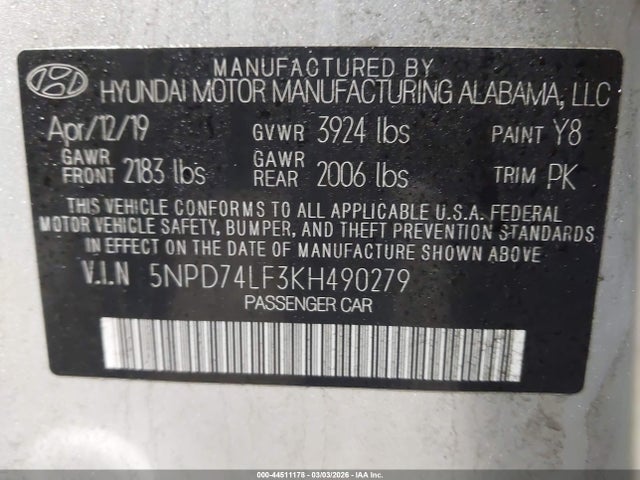 MANUFACTURED BY
HYUNDAI MOTOR MANUFACTURING ALABAMA, LLC
Apr/12/19 GVWR 3924 lbs PAINT Y8
GAWR FRONT 2183 lbs GAWR REAR 2006 lbs TRIM PK
THIS VEHICLE CONFORMS TO ALL APPLICABLE U.S.A. FEDERAL
MOTOR VEHICLE SAFETY, BUMPER, AND THEFT PREVENTION STANDARDS
IN EFFECT ON THE DATE OF MANUFACTURE SHOWN ABOVE.
V.I.N 5NPD74LF3KH490279
PASSENGER CAR
000-44511178 - 03/03/2026 - COPART